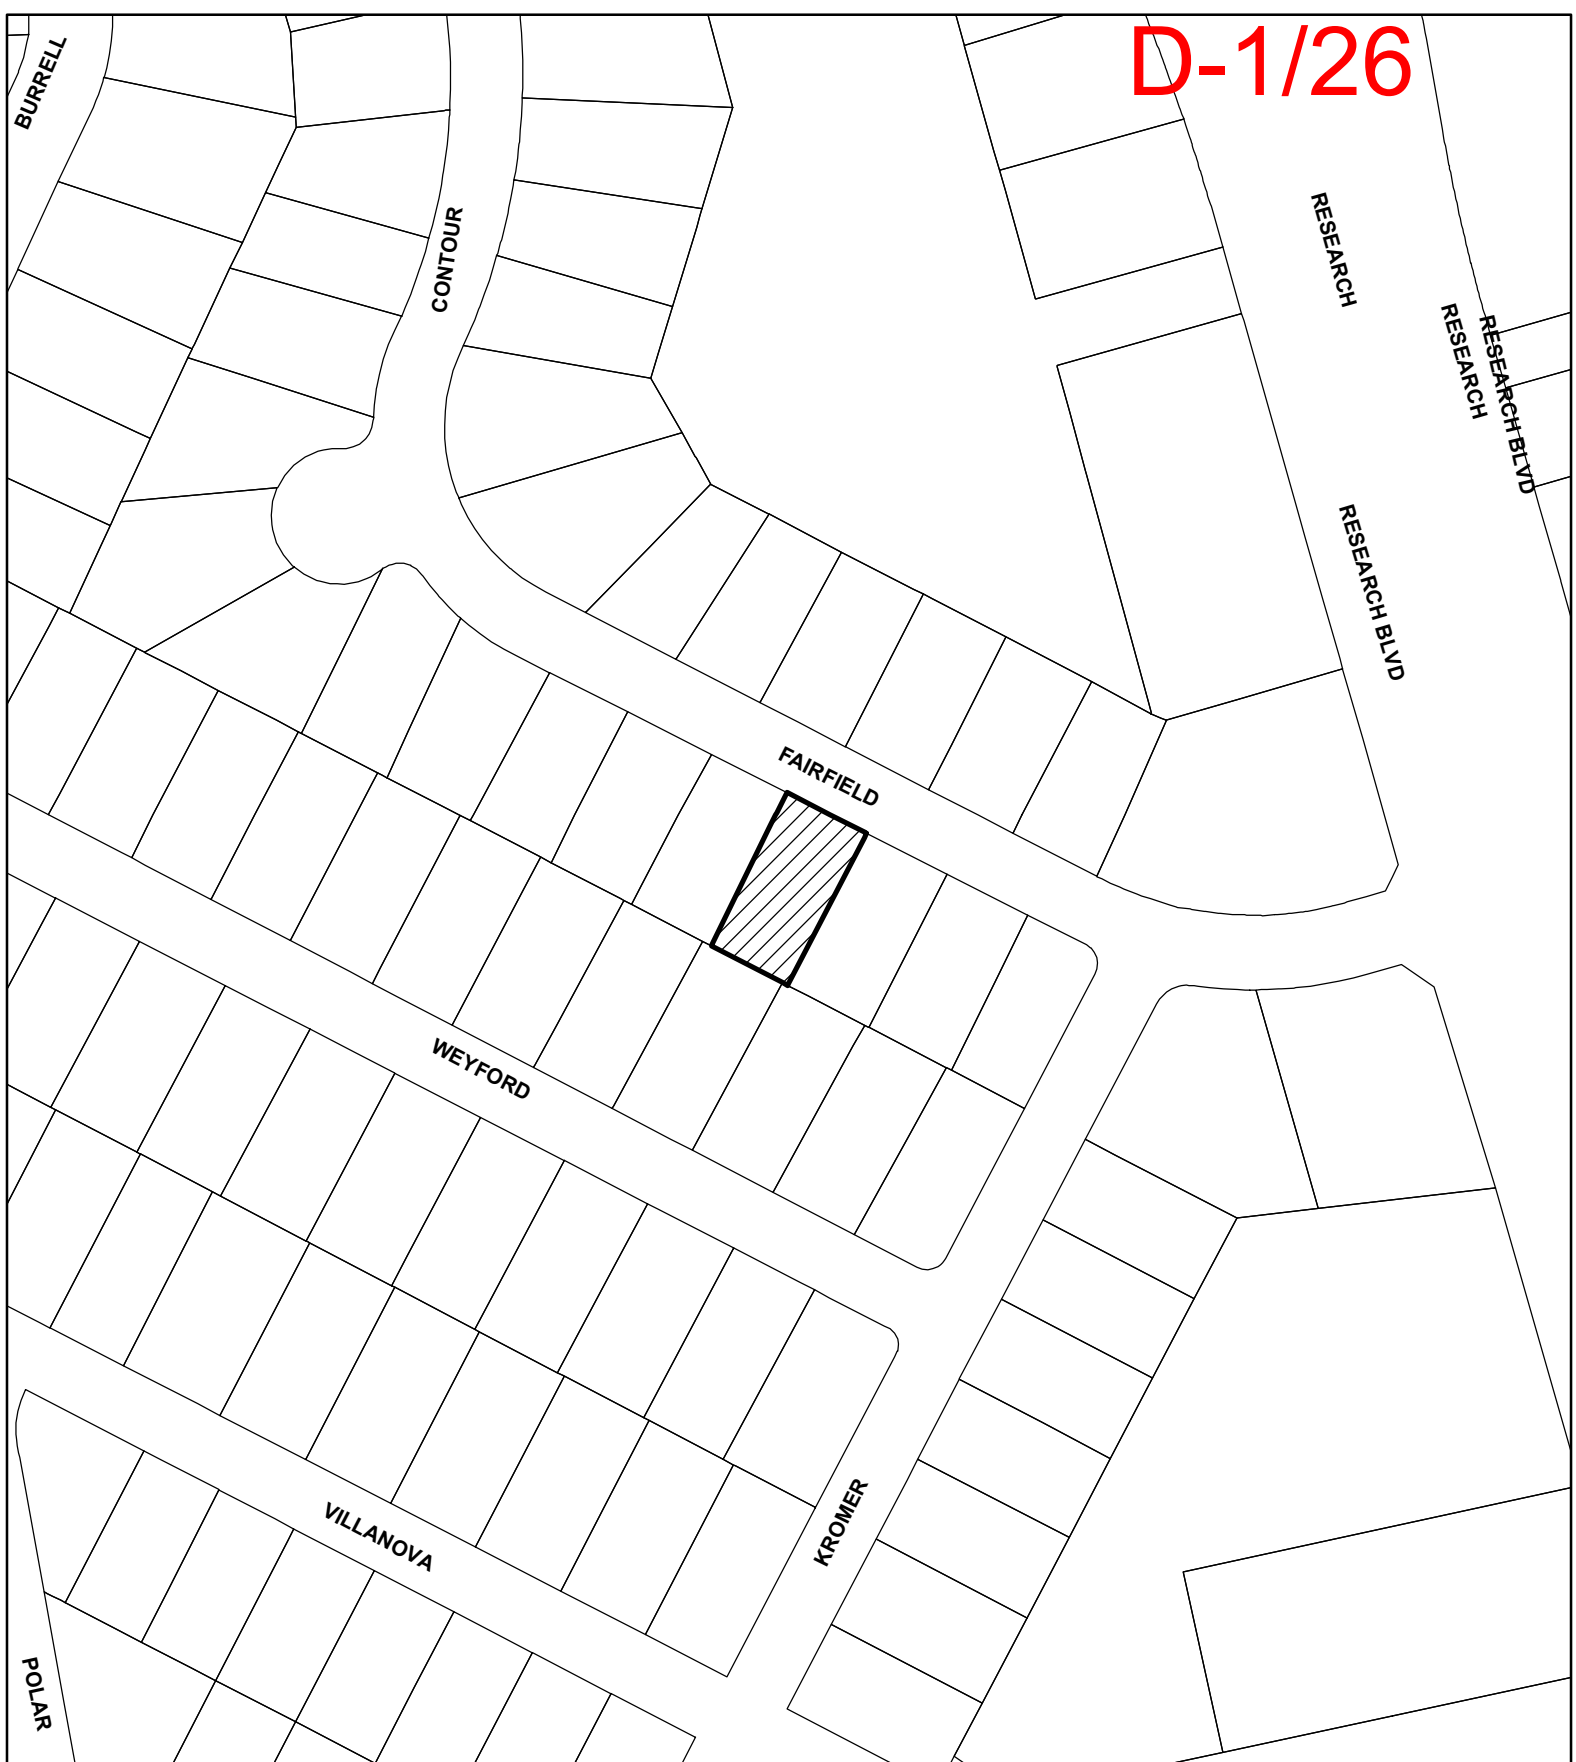 D-1/26
BURRELL
CONTOUR
RESEARCH
RESEARCH
RESEARCH BLVD
RESEARCH BLVD
FAIRFIELD
WEYFORD
VILLANOVA
KROMER
POLAR